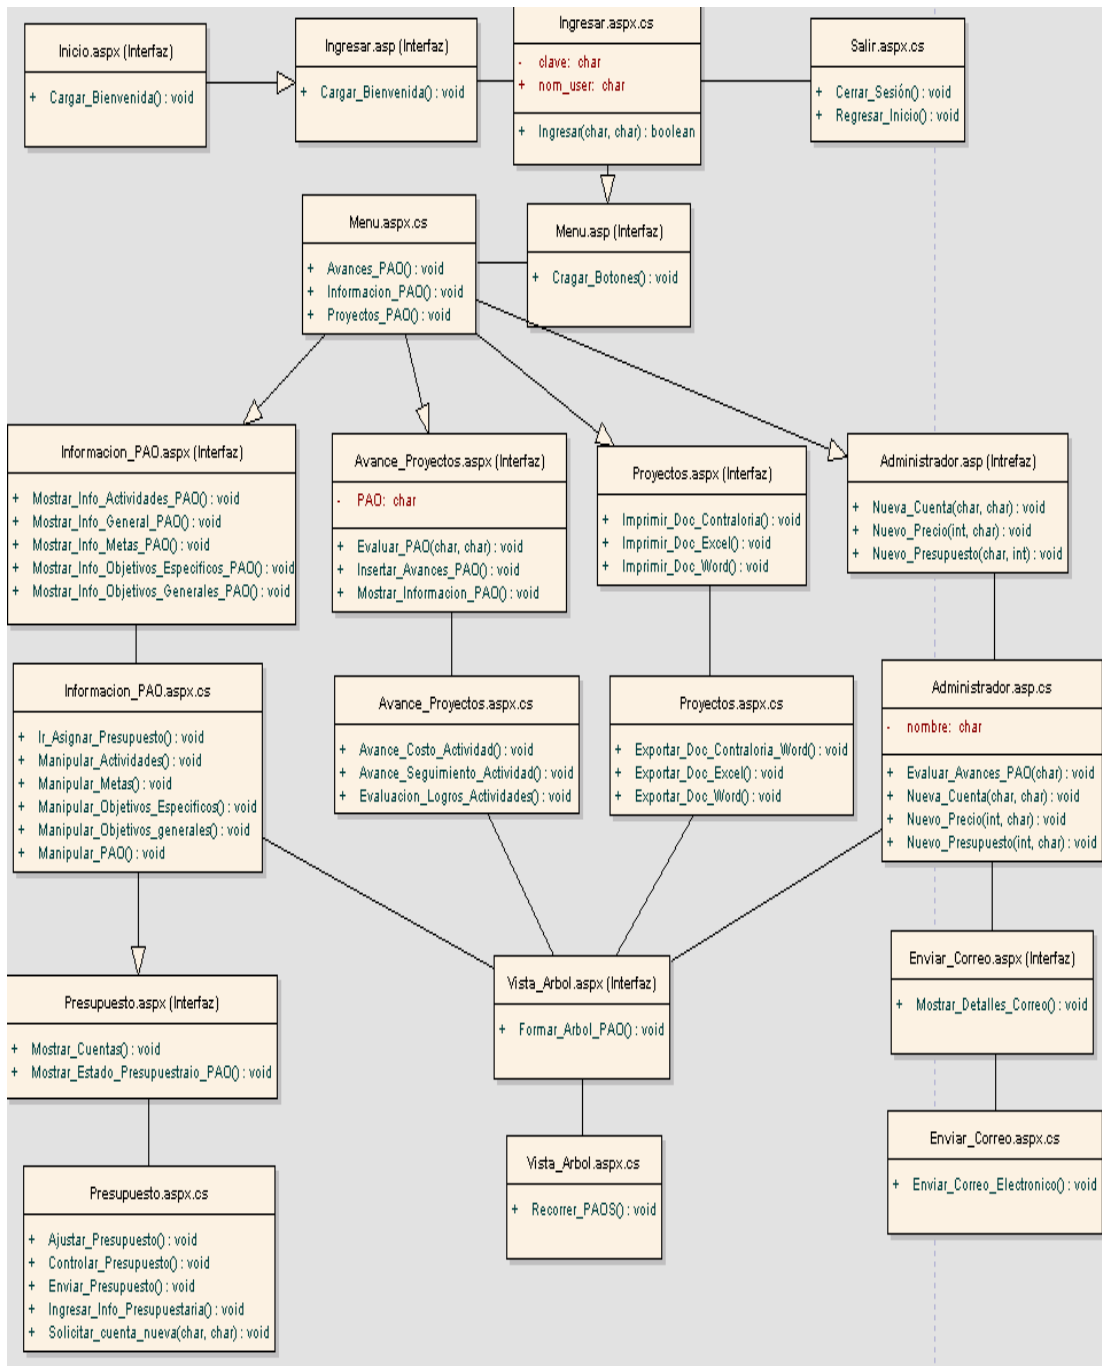 Inicio.aspx (Interfaz)
+ Cargar_Bienvenida() : void
Ingresar.asp (Interfaz)
+ Cargar_Bienvenida() : void
Ingresar.aspx.cs
- clave: char
+ nom_user: char
+ Ingresar(char, char) : boolean
Salir.aspx.cs
+ Cerrar_Sesión() : void
+ Regresar_Inicio() : void
Menu.aspx.cs
+ Avances_PAO() : void
+ Informacion_PAO() : void
+ Proyectos_PAO() : void
Menu.asp (Interfaz)
+ Cragar_Botones() : void
Informacion_PAO.aspx (Interfaz)
+ Mostrar_Info_Actividades_PAO() : void
+ Mostrar_Info_General_PAO() : void
+ Mostrar_Info_Metas_PAO() : void
+ Mostrar_Info_Objetivos_Especificos_PAO() : void
+ Mostrar_Info_Objetivos_Generales_PAO() : void
Avance_Proyectos.aspx (Interfaz)
- PAO: char
+ Evaluar_PAO(char, char) : void
+ Insertar_Avances_PAO() : void
+ Mostrar_Informacion_PAO() : void
Proyectos.aspx (Interfaz)
+ Imprimir_Doc_Contraloria() : void
+ Imprimir_Doc_Excel() : void
+ Imprimir_Doc_Word() : void
Administrador.asp (Intrefaz)
+ Nueva_Cuenta(char, char) : void
+ Nuevo_Precio(int, char) : void
+ Nuevo_Presupuesto(char, int) : void
Informacion_PAO.aspx.cs
+ Ir_Asignar_Presupuesto() : void
+ Manipular_Actividades() : void
+ Manipular_Metas() : void
+ Manipular_Objetivos_Especificos() : void
+ Manipular_Objetivos_generales() : void
+ Manipular_PAO() : void
Avance_Proyectos.aspx.cs
+ Avance_Costo_Actividad() : void
+ Avance_Seguimiento_Actividad() : void
+ Evaluacion_Logros_Actividades() : void
Proyectos.aspx.cs
+ Exportar_Doc_Contraloria_Word() : void
+ Exportar_Doc_Excel() : void
+ Exportar_Doc_Word() : void
Administrador.asp.cs
- nombre: char
+ Evaluar_Avances_PAO(char) : void
+ Nueva_Cuenta(char, char) : void
+ Nuevo_Precio(int, char) : void
+ Nuevo_Presupuesto(int, char) : void
Presupuesto.aspx (Interfaz)
+ Mostrar_Cuentas() : void
+ Mostrar_Estado_Presupuestraio_PAO() : void
Vista_Arbol.aspx (Interfaz)
+ Formar_Arbol_PAO() : void
Enviar_Correo.aspx (Interfaz)
+ Mostrar_Detalles_Correo() : void
Presupuesto.aspx.cs
+ Ajustar_Presupuesto() : void
+ Controlar_Presupuesto() : void
+ Enviar_Presupuesto() : void
+ Ingresar_Info_Presupuestaria() : void
+ Solicitar_cuenta_nueva(char, char) : void
Vista_Arbol.aspx.cs
+ Recorrer_PAOS() : void
Enviar_Correo.aspx.cs
+ Enviar_Correo_Electronico() : void